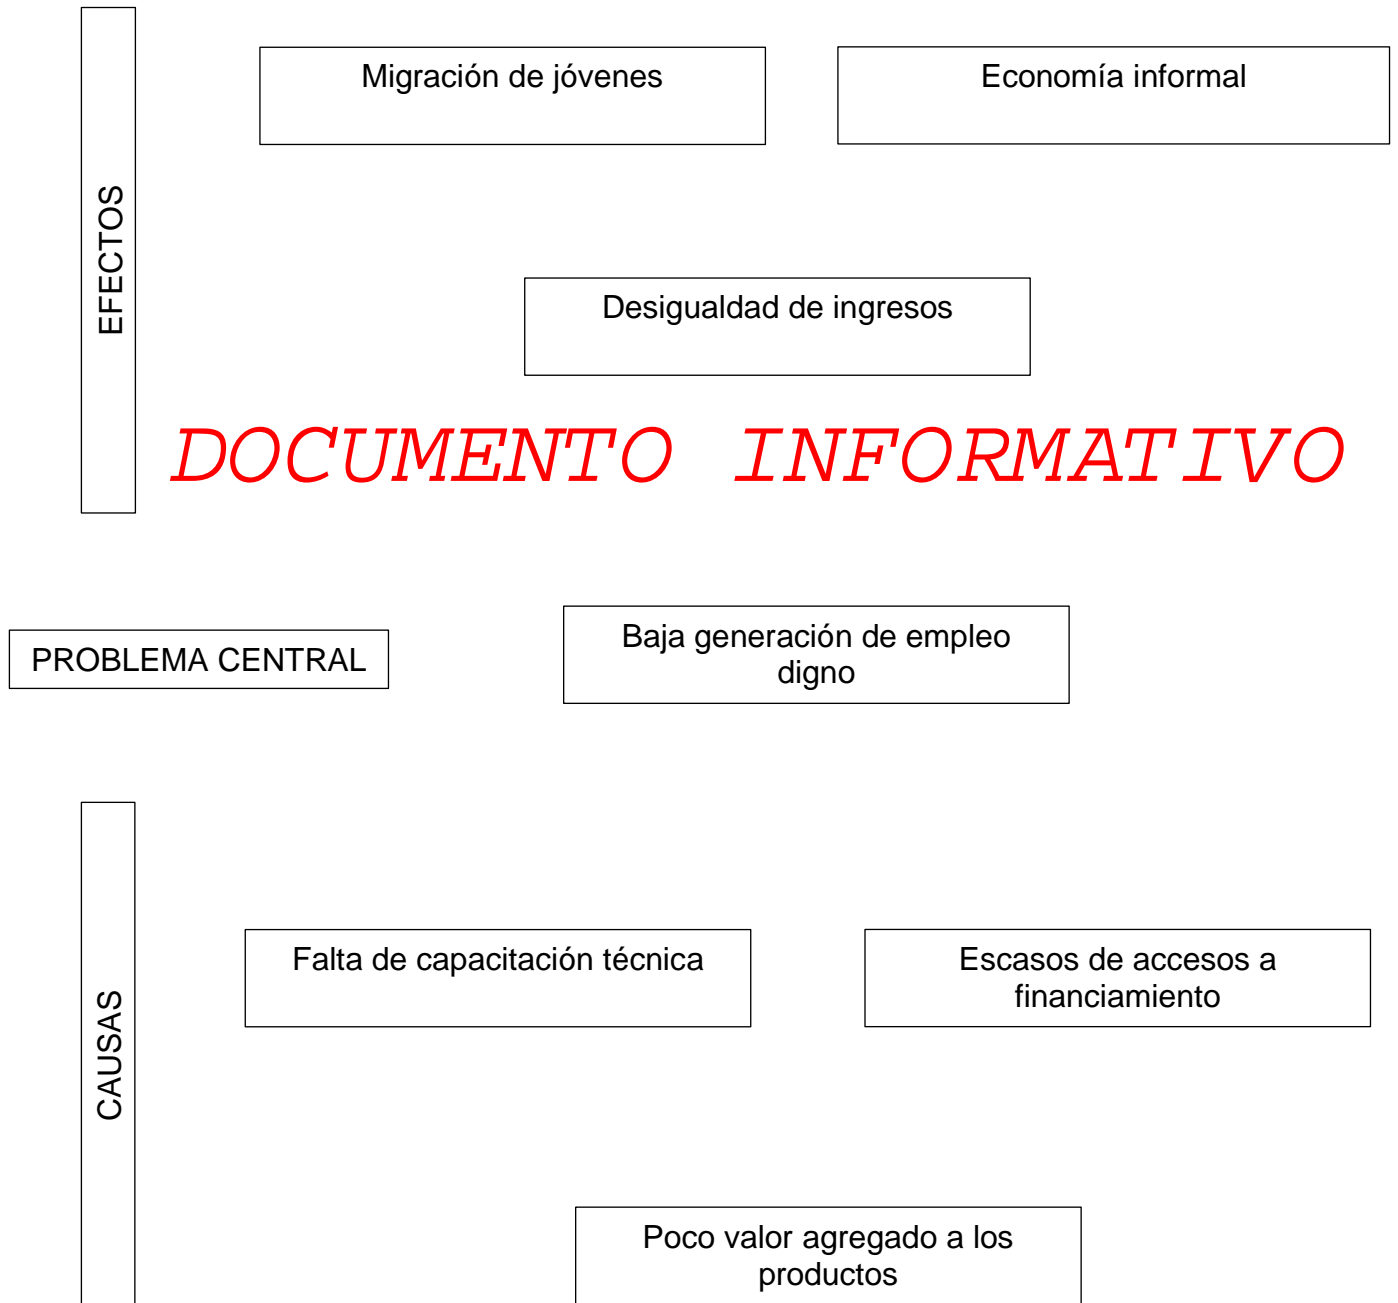 EFECTOS
Migración de jóvenes
Economía informal
Desigualdad de ingresos
DOCUMENTO INFORMATIVO
PROBLEMA CENTRAL
Baja generación de empleo
digno
CAUSAS
Falta de capacitación técnica
Escasos de accesos a
financiamiento
Poco valor agregado a los
productos